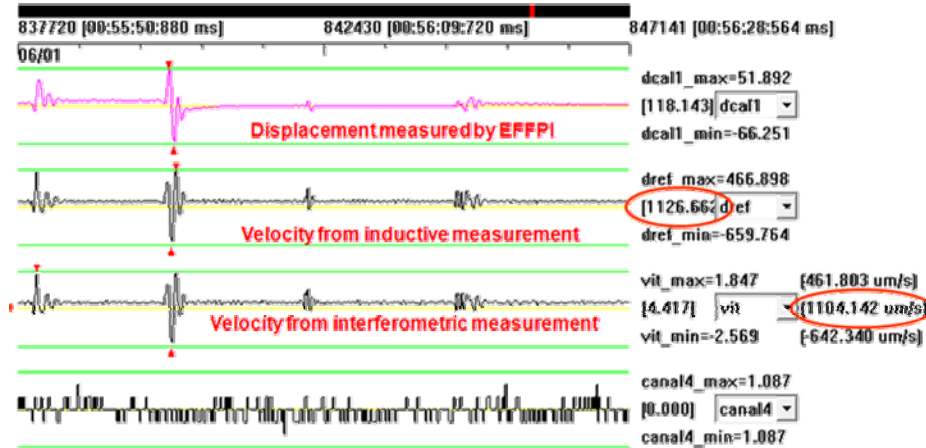 837720 [00:55:50:880 ms] 842430 [00:56:09:720 ms] 847141 [00:56:28:564 ms]
06/01
dcal1_max=51.892
[118.143] dcal1
Displacement measured by EFFPI
dcal1_min=-66.251
dref_max=466.898
[1126.662 dref
Velocity from inductive measurement
dref_min=-659.764
vit_max=1.847 [461.803 um/s]
[4.417] vit [1104.142 um/s]
Velocity from interferometric measurement
vit_min=-2.569 [-642.340 um/s]
canal4_max=1.087
[0.000] canal4
canal4_min=1.087